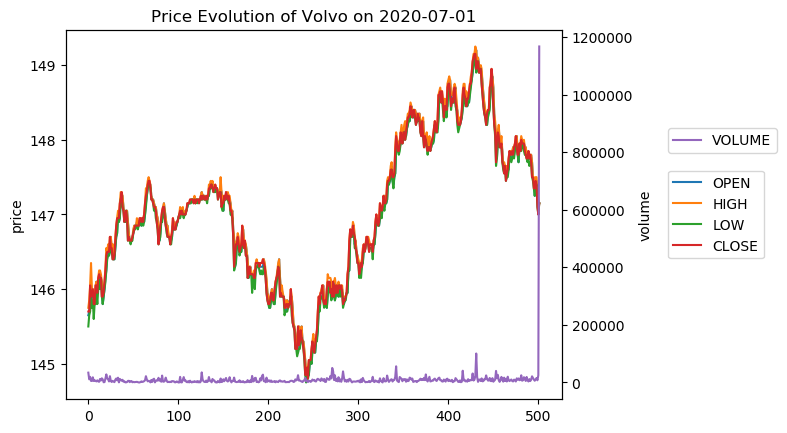 Price Evolution of Volvo on 2020-07-01
149
148
147
146
145
price
0
100
200
300
400
500
1200000
1000000
800000
600000
400000
200000
0
volume
VOLUME
OPEN
HIGH
LOW
CLOSE